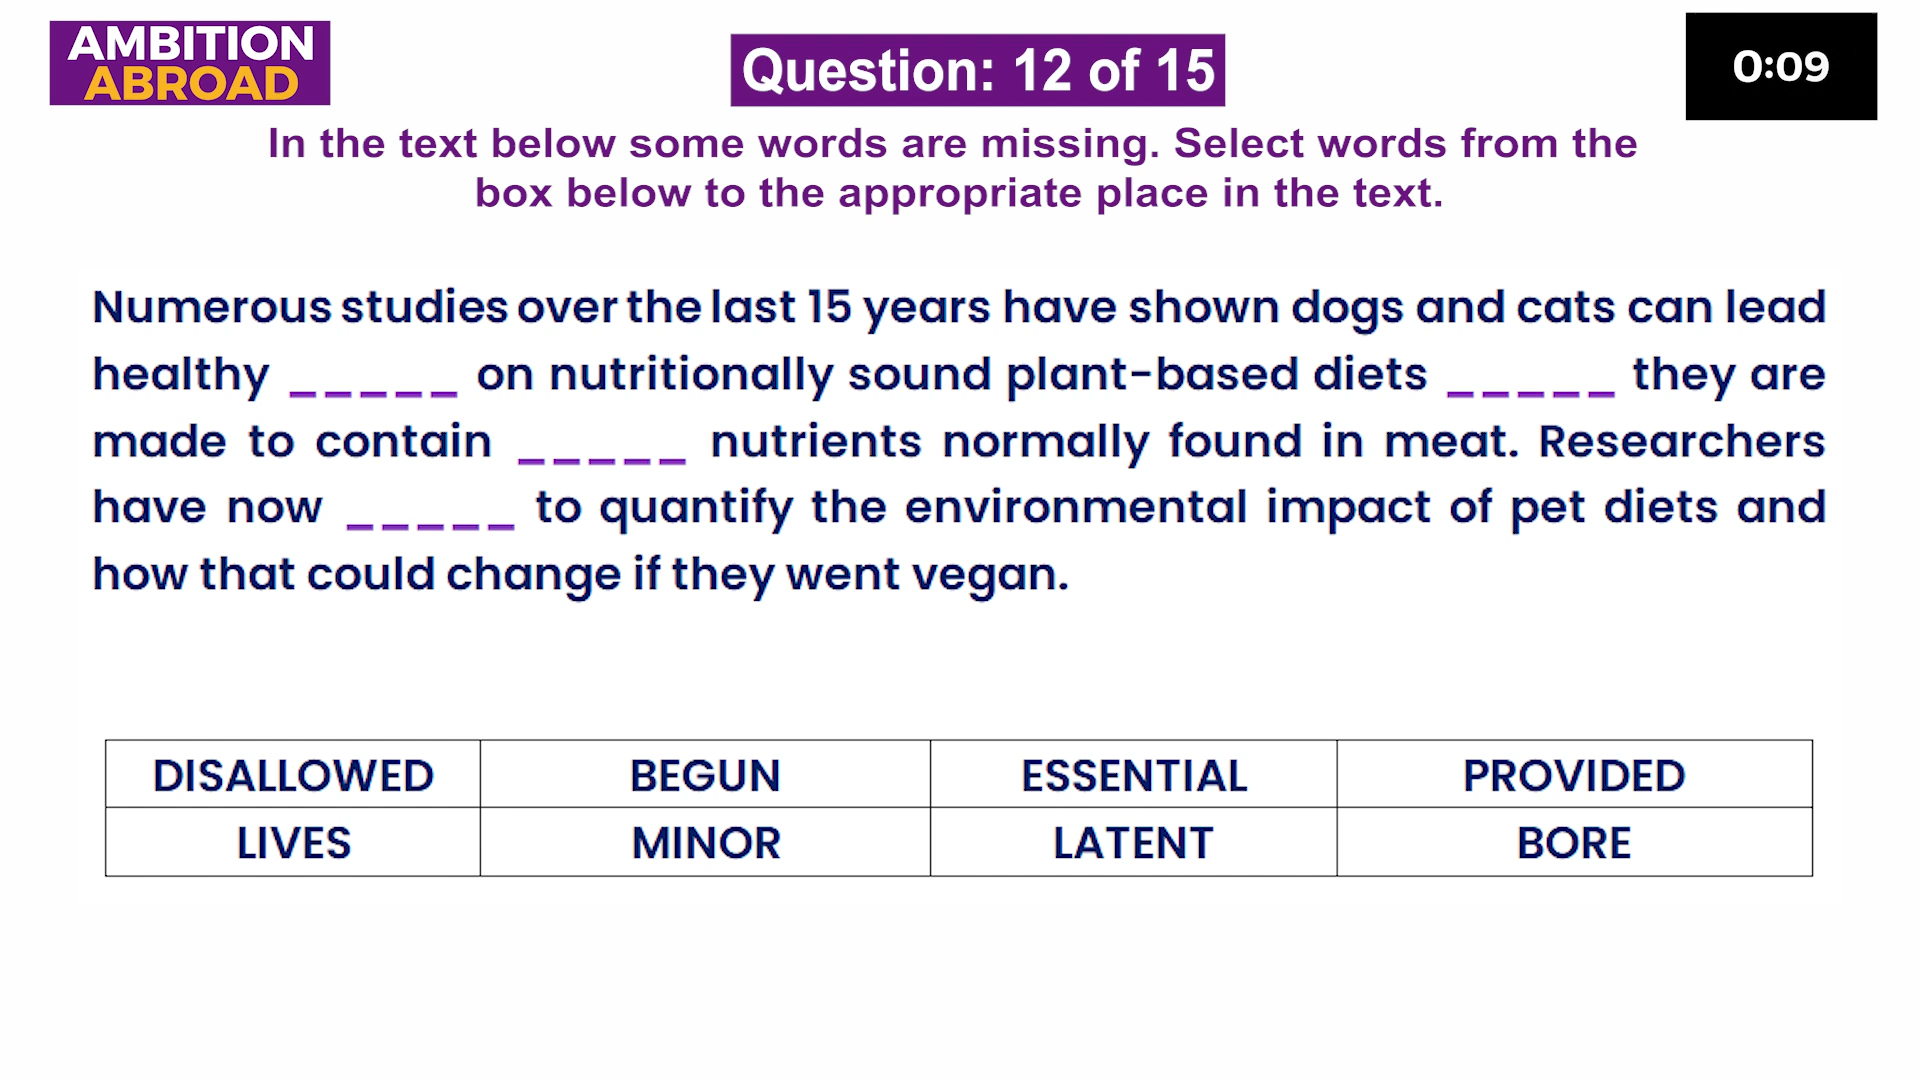 AMBITION
ABROAD
Question: 12 of 15
0:09
In the text below some words are missing. Select words from the
box below to the appropriate place in the text.
Numerous studies over the last 15 years have shown dogs and cats can lead
healthy _____ on nutritionally sound plant-based diets _____ they are
made to contain _____ nutrients normally found in meat. Researchers
have now _____ to quantify the environmental impact of pet diets and
how that could change if they went vegan.
DISALLOWED BEGUN ESSENTIAL PROVIDED
LIVES MINOR LATENT BORE